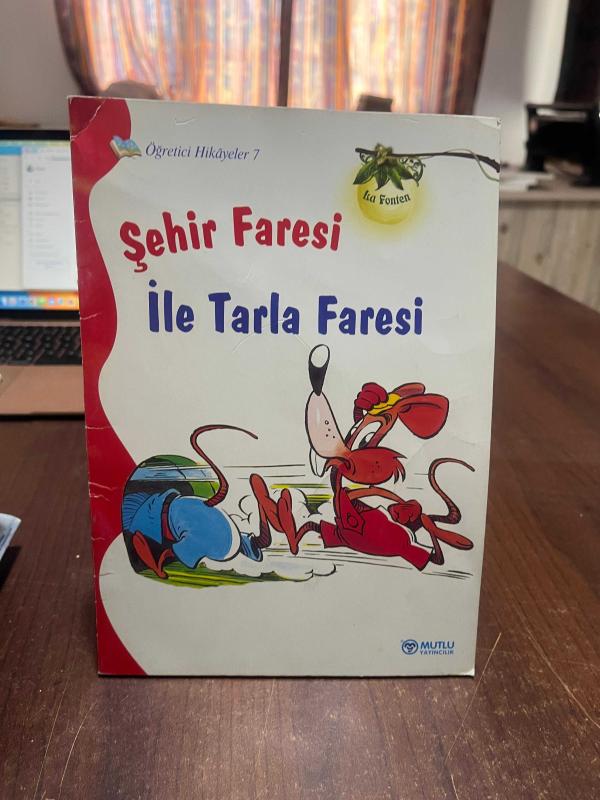 Öğretici Hikâyeler 7
La Fonten
Şehir Faresi
İle Tarla Faresi
MUTLU
YAYINCILIK